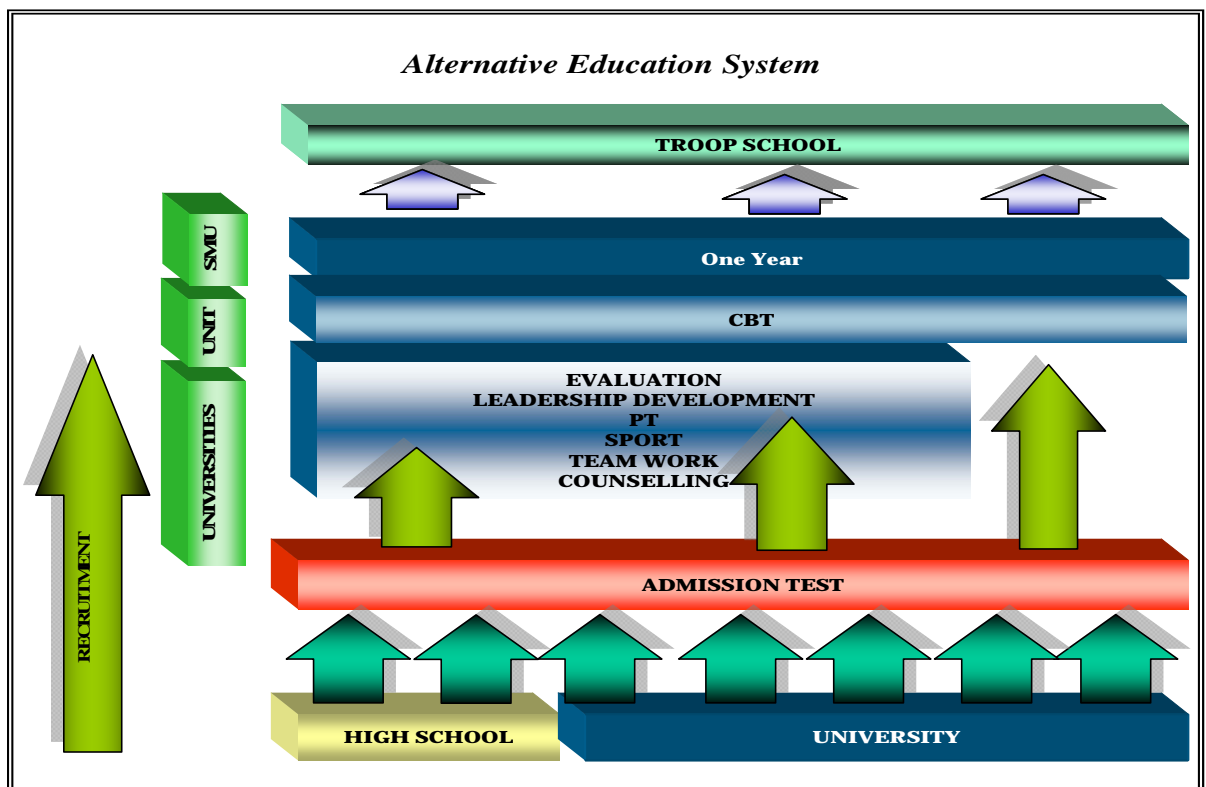 Alternative Education System
TROOP SCHOOL
SMU
One Year
UNIT
CBT
UNIVERSITIES
EVALUATION
LEADERSHIP DEVELOPMENT
PT
SPORT
TEAM WORK
COUNSELLING
RECRUITMENT
ADMISSION TEST
HIGH SCHOOL
UNIVERSITY